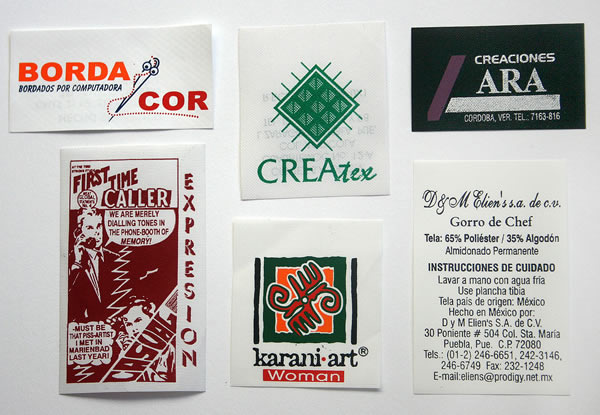 BORDA
BORDADOS POR COMPUTADORA
COR
CREAtex
CREACIONES
ARA
CORDOBA, VER. TEL.: 7163-816
FIRST TIME
CALLER
WE ARE MERELY
DIALLING TONES IN
THE PHONE-BOOTH OF
MEMORY!
-MUST BE
THAT PISS-ARTIST
I MET IN
MARIENBAD
LAST YEAR!
EXPRESION
karani·art®
Woman
D&M Elien's s.a. de c.v.
Gorro de Chef
Tela: 65% Poliéster / 35% Algodón
Almidonado Permanente
INSTRUCCIONES DE CUIDADO
Lavar a mano con agua fria
Use plancha tibia
Tela país de origen: México
Hecho en México por:
D y M Elien's S.A. de C.V.
30 Poniente # 504 Col. Sta. María
Puebla, Pue. C.P. 72080
Tels.: (01-2) 246-6651, 242-3146,
246-6749 Fax: 232-1248
E-mail:eliens@prodigy.net.mx